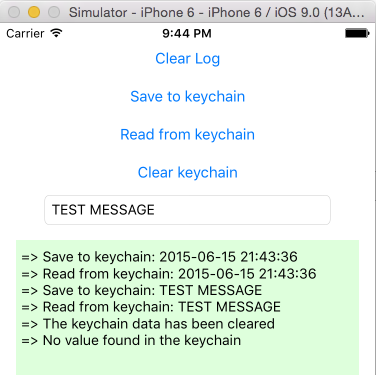 Simulator - iPhone 6 - iPhone 6 / iOS 9.0 (13A...
Carrier 9:44 PM
Clear Log
Save to keychain
Read from keychain
Clear keychain
TEST MESSAGE
=> Save to keychain: 2015-06-15 21:43:36
=> Read from keychain: 2015-06-15 21:43:36
=> Save to keychain: TEST MESSAGE
=> Read from keychain: TEST MESSAGE
=> The keychain data has been cleared
=> No value found in the keychain